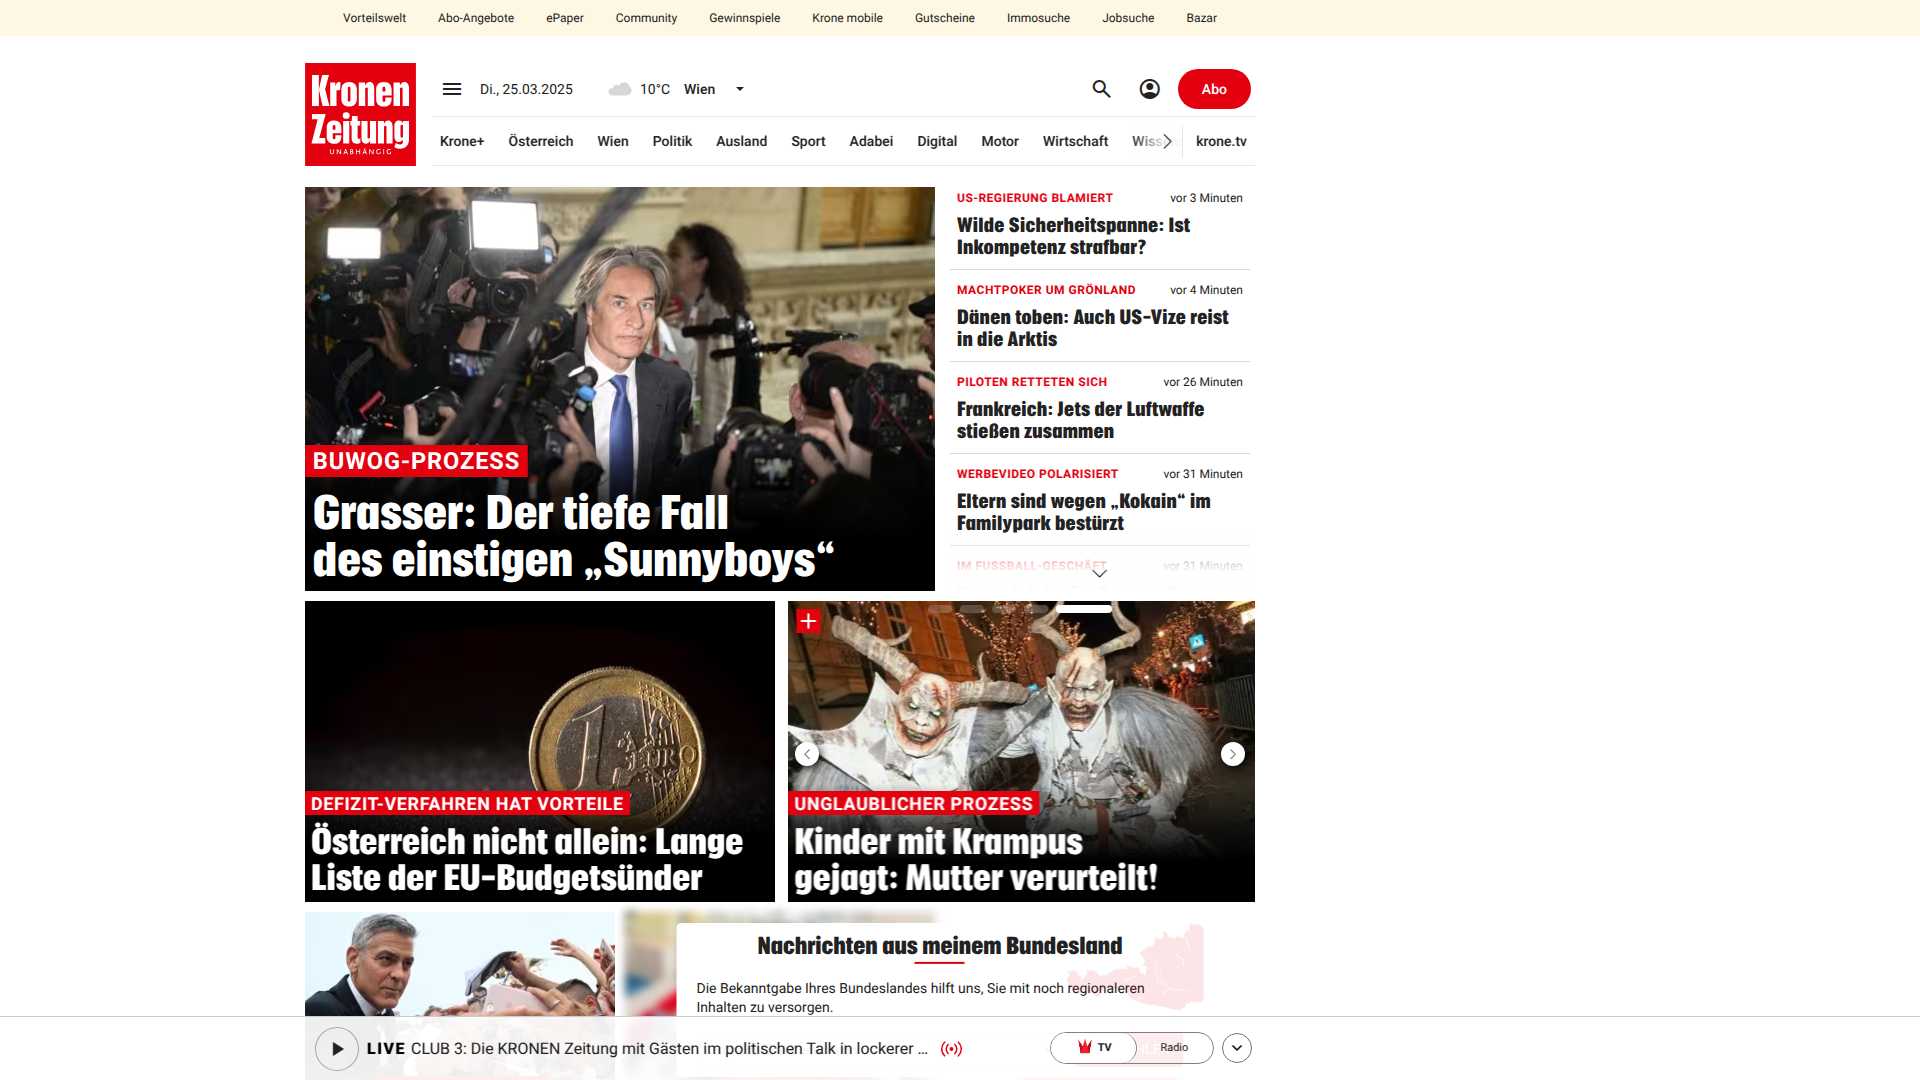 Vorteilswelt Abo-Angebote ePaper Community Gewinnspiele Krone mobile Gutscheine Immosuche Jobsuche Bazar
Kronen
Zeitung
UNABHÄNGIG
Di., 25.03.2025 10°C Wien
Abo
Krone+ Österreich Wien Politik Ausland Sport Adabei Digital Motor Wirtschaft Wiss krone.tv
BUWOG-PROZESS
Grasser: Der tiefe Fall
des einstigen „Sunnyboys“
US-REGIERUNG BLAMIERT vor 3 Minuten
Wilde Sicherheitspanne: Ist
Inkompetenz strafbar?
MACHTPOKER UM GRÖNLAND vor 4 Minuten
Dänen toben: Auch US-Vize reist
in die Arktis
PILOTEN RETTETEN SICH vor 26 Minuten
Frankreich: Jets der Luftwaffe
stießen zusammen
WERBEVIDEO POLARISIERT vor 31 Minuten
Eltern sind wegen „Kokain“ im
Familypark bestürzt
IM FUSSBALL-GESCHÄFT vor 31 Minuten
1 EURO
DEFIZIT-VERFAHREN HAT VORTEILE
Österreich nicht allein: Lange
Liste der EU-Budgetsünder
UNGLAUBLICHER PROZESS
Kinder mit Krampus
gejagt: Mutter verurteilt!
Nachrichten aus meinem Bundesland
Die Bekanntgabe Ihres Bundeslandes hilft uns, Sie mit noch regionaleren
Inhalten zu versorgen.
LIVE CLUB 3: Die KRONEN Zeitung mit Gästen im politischen Talk in lockerer ...
TV Radio